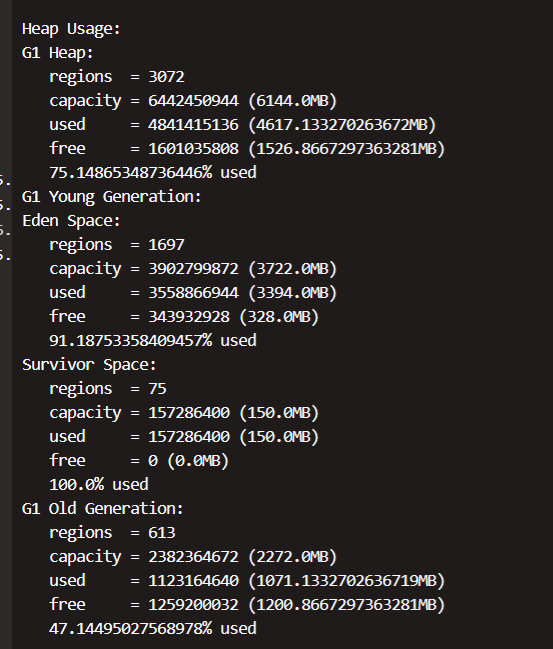 Heap Usage:
G1 Heap:
   regions  = 3072
   capacity = 6442450944 (6144.0MB)
   used     = 4841415136 (4617.133270263672MB)
   free     = 1601035808 (1526.8667297363281MB)
   75.14865348736446% used
G1 Young Generation:
Eden Space:
   regions  = 1697
   capacity = 3902799872 (3722.0MB)
   used     = 3558866944 (3394.0MB)
   free     = 343932928 (328.0MB)
   91.18753358409457% used
Survivor Space:
   regions  = 75
   capacity = 157286400 (150.0MB)
   used     = 157286400 (150.0MB)
   free     = 0 (0.0MB)
   100.0% used
G1 Old Generation:
   regions  = 613
   capacity = 2382364672 (2272.0MB)
   used     = 1123164640 (1071.1332702636719MB)
   free     = 1259200032 (1200.8667297363281MB)
   47.14495027568978% used